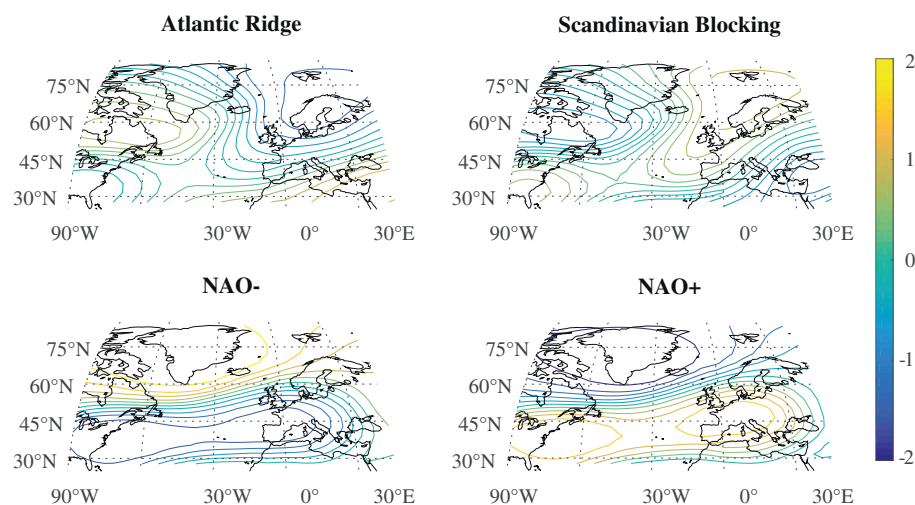 Atlantic Ridge
Scandinavian Blocking
75°N
60°N
45°N
30°N
90°W 30°W 0° 30°E
75°N
60°N
45°N
30°N
90°W 30°W 0° 30°E
NAO-
NAO+
75°N
60°N
45°N
30°N
90°W 30°W 0° 30°E
75°N
60°N
45°N
30°N
90°W 30°W 0° 30°E
2
1
0
-1
-2